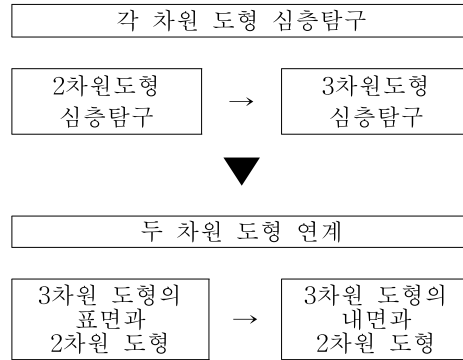 각 차원 도형 심층탐구
2차원도형
심층탐구
→
3차원도형
심층탐구
두 차원 도형 연계
3차원 도형의
표면과
2차원 도형
→
3차원 도형의
내면과
2차원 도형